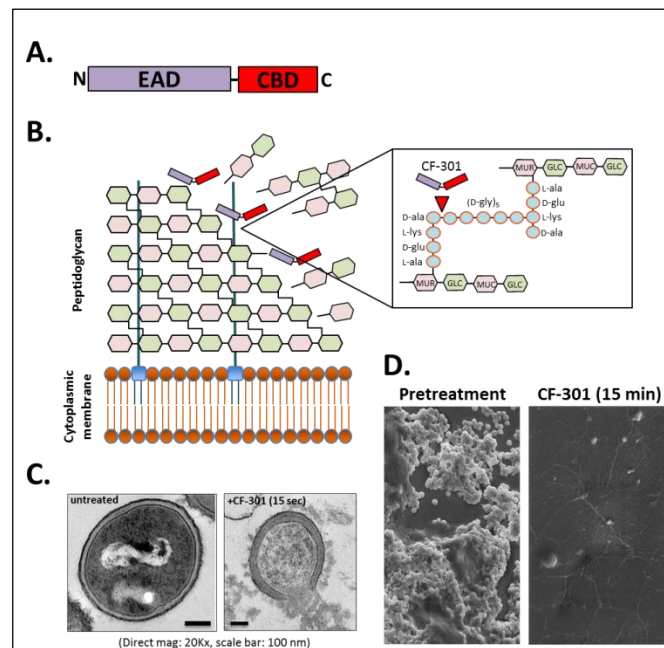 A.
N EAD CBD C
B.
Peptidoglycan
Cytoplasmic
membrane
CF-301
MUR GLC MUC GLC
L-ala
D-glu
(D-gly)5
D-ala L-lys
L-lys D-ala
D-glu
L-ala
MUR GLC MUC GLC
C.
untreated
+CF-301 (15 sec)
(Direct mag: 20Kx, scale bar: 100 nm)
D.
Pretreatment CF-301 (15 min)